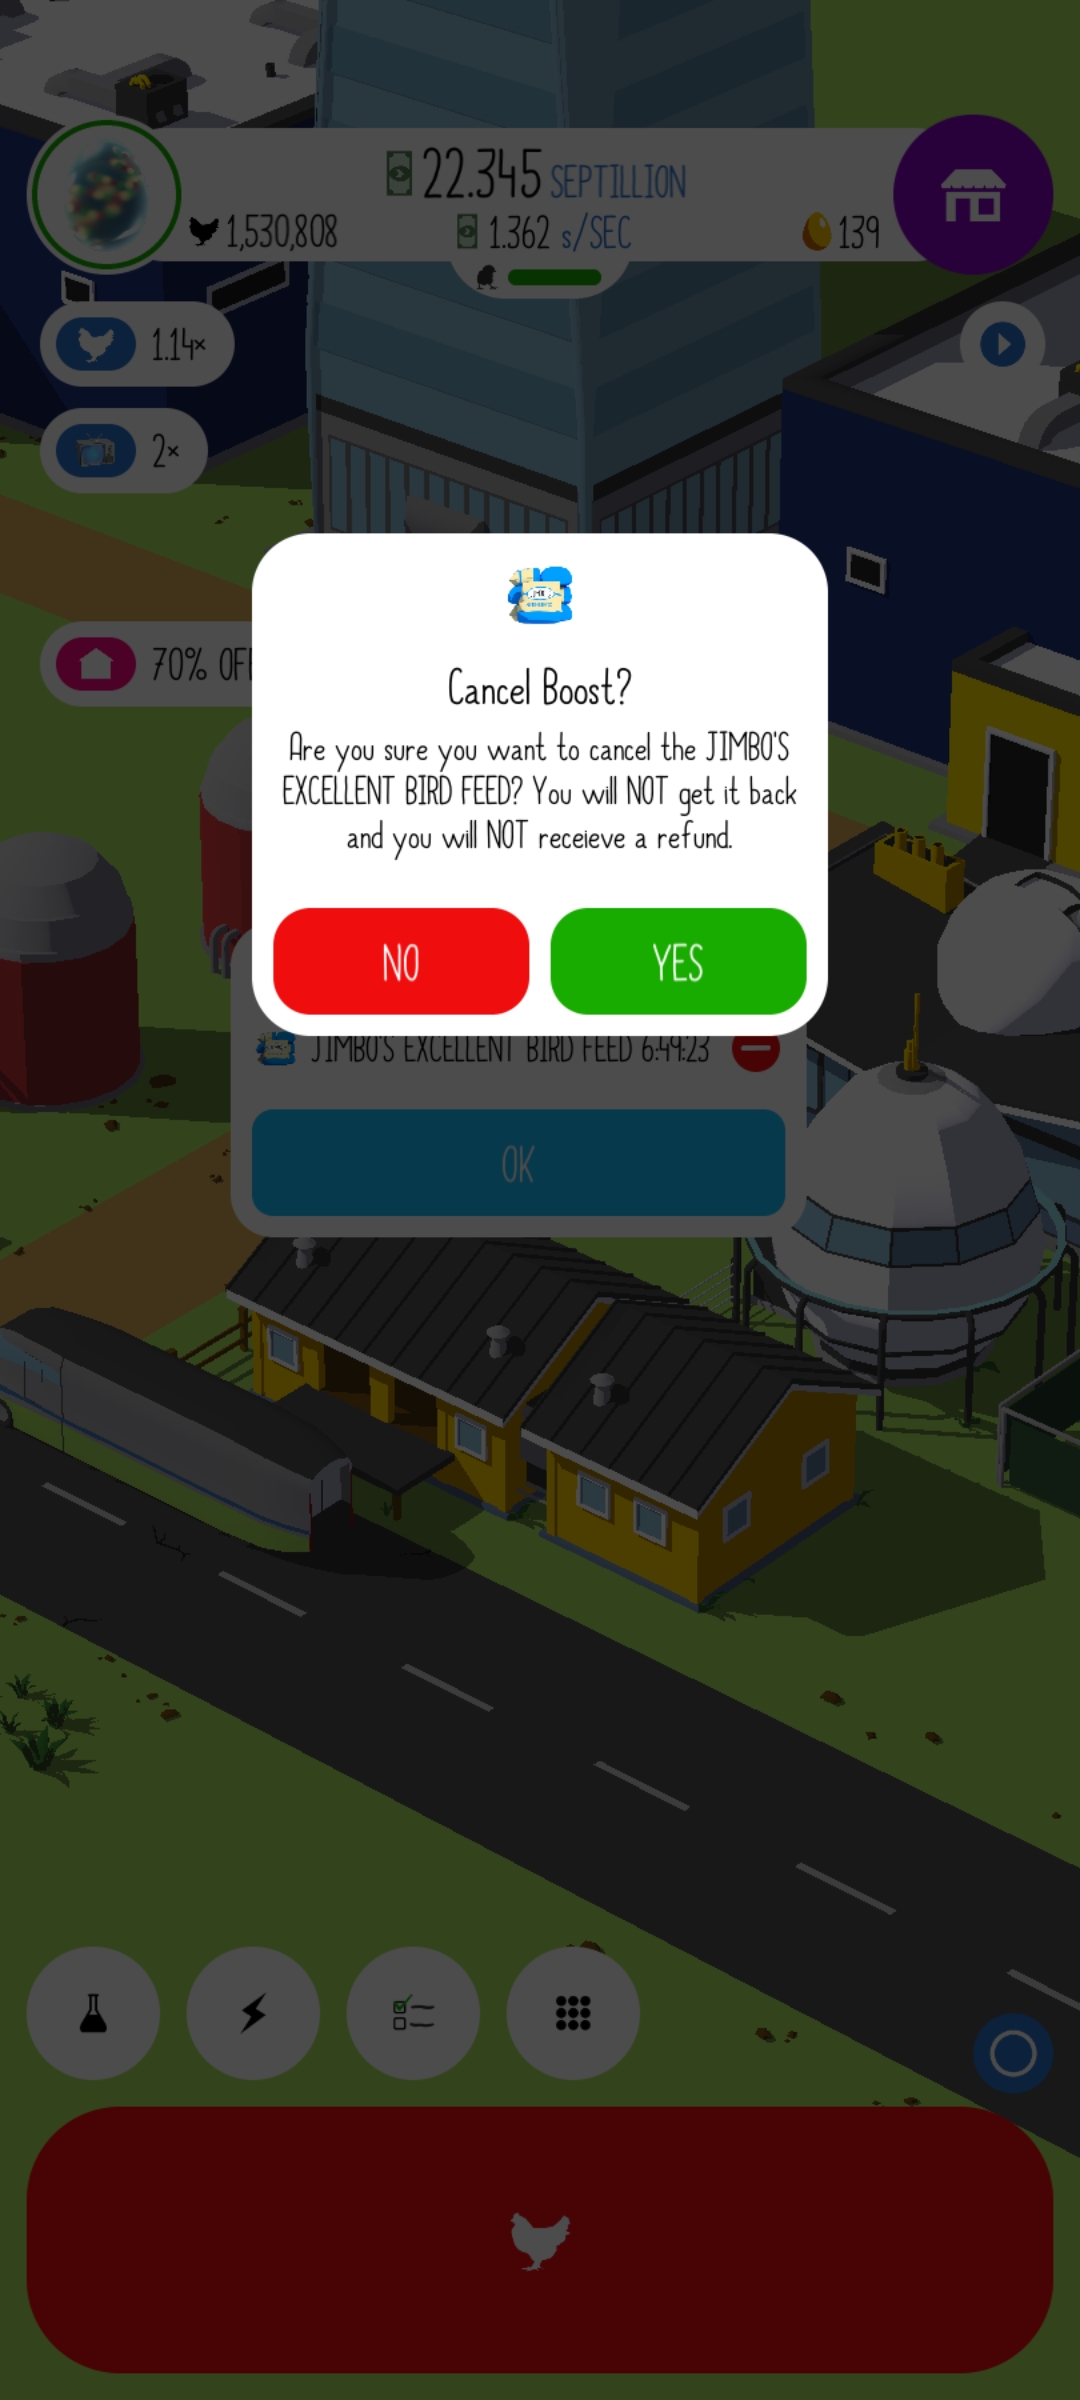 22.345 SEPTILLION
1,530,808
1.362 s/SEC
139
1.14×
2×
70% OF
Cancel Boost?
Are you sure you want to cancel the JIMBO'S
EXCELLENT BIRD FEED? You will NOT get it back
and you will NOT receieve a refund.
NO
YES
JIMBO'S EXCELLENT BIRD FEED 6:49:23
OK